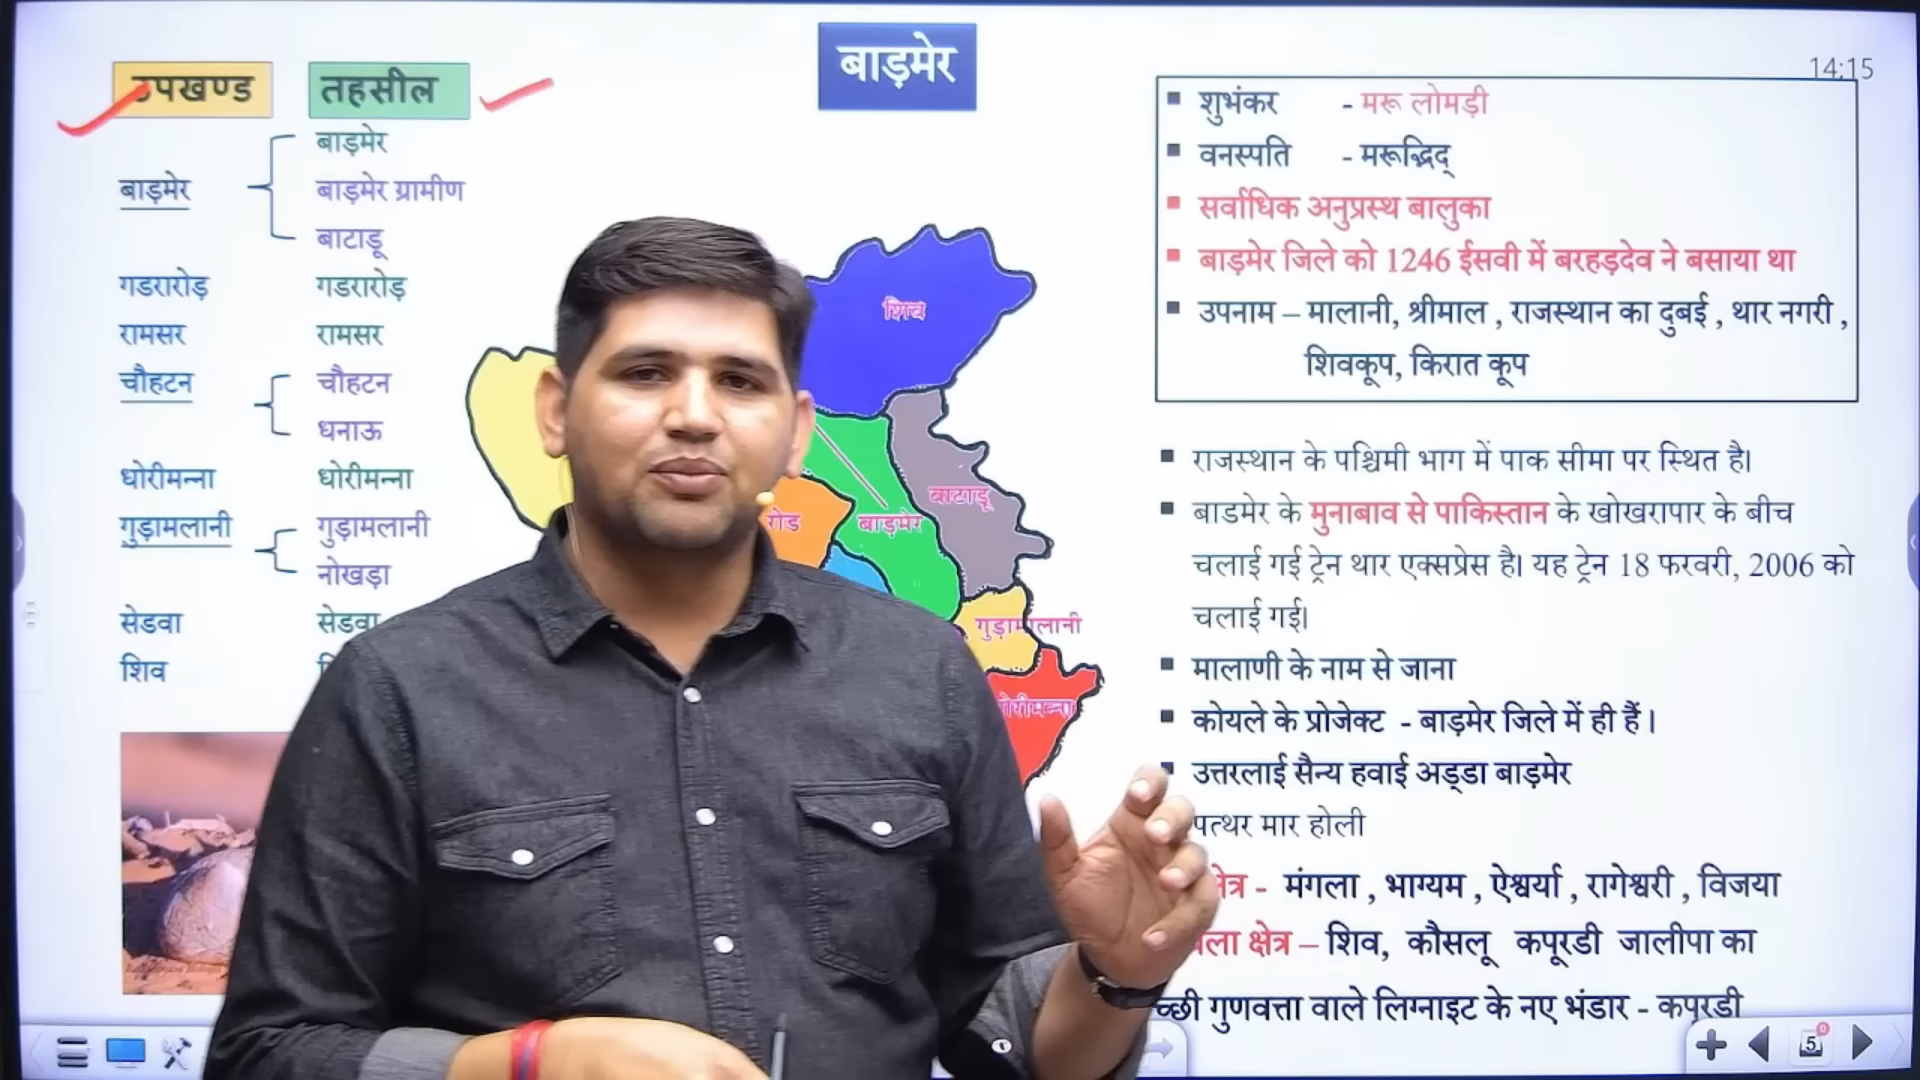 बाड़मेर
14:15
उपखण्ड तहसील
बाड़मेर
बाड़मेर
बाड़मेर ग्रामीण
बाटाडू
गडरारोड़ गडरारोड़
रामसर रामसर
चौहटन
चौहटन
धनाऊ
धोरीमन्ना धोरीमन्ना
गुड़ामलानी
गुड़ामलानी
नोखड़ा
सेडवा सेडवा
शिव
शिव
बाटाडू
रोड
बाड़मेर
गुड़ामलानी
▪ शुभंकर - मरू लोमड़ी
▪ वनस्पति - मरूद्भिद्
▪ सर्वाधिक अनुप्रस्थ बालुका
▪ बाड़मेर जिले को 1246 ईसवी में बरहड़देव ने बसाया था
▪ उपनाम – मालानी, श्रीमाल , राजस्थान का दुबई , थार नगरी ,
शिवकूप, किरात कूप
▪ राजस्थान के पश्चिमी भाग में पाक सीमा पर स्थित है।
▪ बाडमेर के मुनाबाव से पाकिस्तान के खोखरापार के बीच
चलाई गई ट्रेन थार एक्सप्रेस है। यह ट्रेन 18 फरवरी, 2006 को
चलाई गई।
▪ मालाणी के नाम से जाना
▪ कोयले के प्रोजेक्ट - बाड़मेर जिले में ही हैं ।
▪ उत्तरलाई सैन्य हवाई अड्डा बाड़मेर
पत्थर मार होली
क्षेत्र - मंगला , भाग्यम , ऐश्वर्या , रागेश्वरी , विजया
क्षेत्र – शिव, कौसलू कपूरडी जालीपा का
गुणवत्ता वाले लिग्नाइट के नए भंडार - कपूरडी
5
0